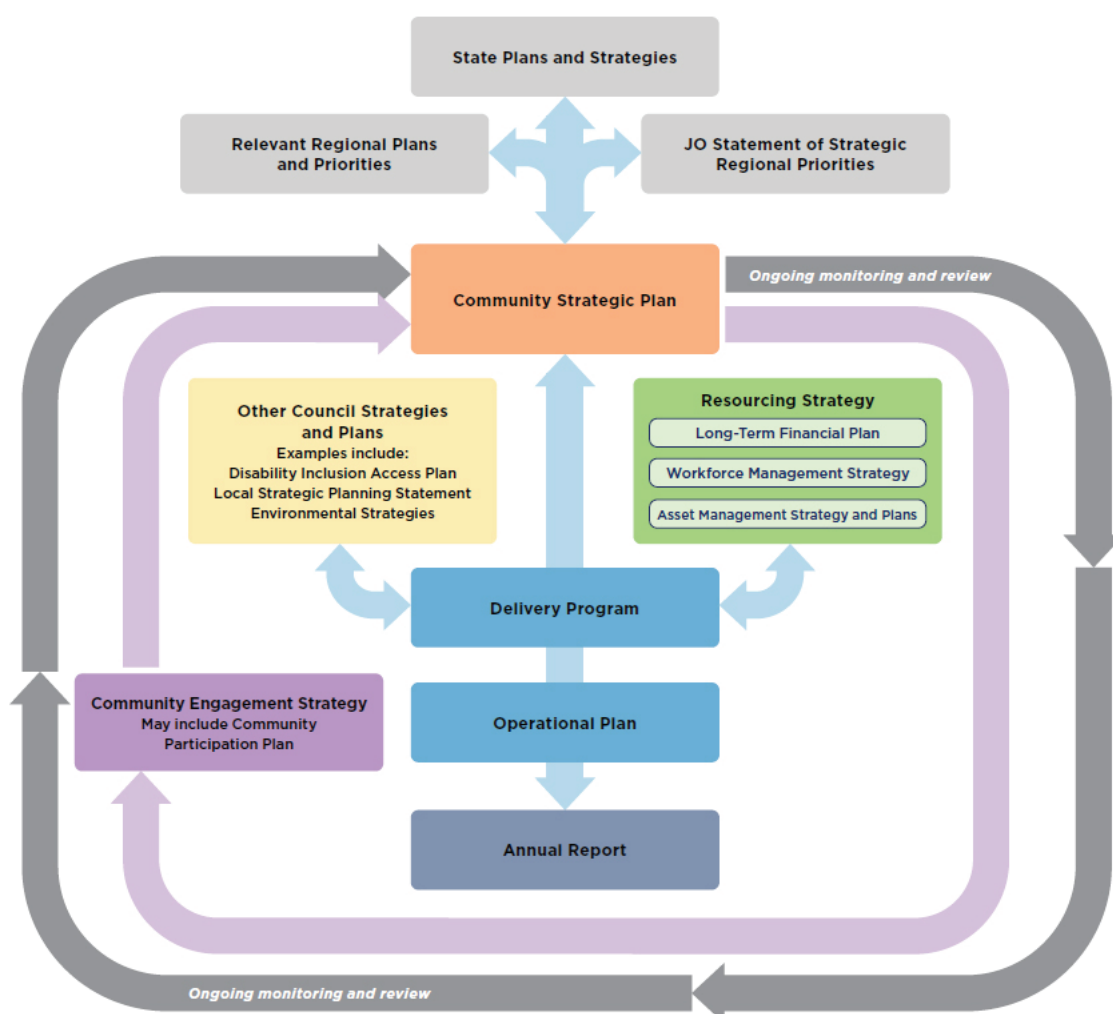 State Plans and Strategies
Relevant Regional Plans
and Priorities
JO Statement of Strategic
Regional Priorities
Community Strategic Plan
Ongoing monitoring and review
Other Council Strategies
and Plans
Examples include:
Disability Inclusion Access Plan
Local Strategic Planning Statement
Environmental Strategies
Resourcing Strategy
Long-Term Financial Plan
Workforce Management Strategy
Asset Management Strategy and Plans
Delivery Program
Community Engagement Strategy
May include Community
Participation Plan
Operational Plan
Annual Report
Ongoing monitoring and review